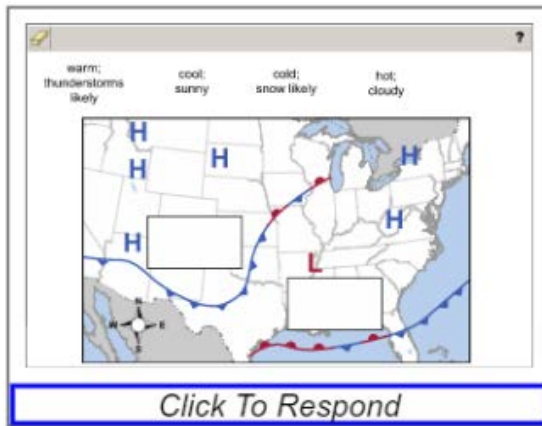 ?
warm;
thunderstorms
likely
cool;
sunny
cold;
snow likely
hot;
cloudy
H
H
H
H
H
H
L
N
W E
S
Click To Respond